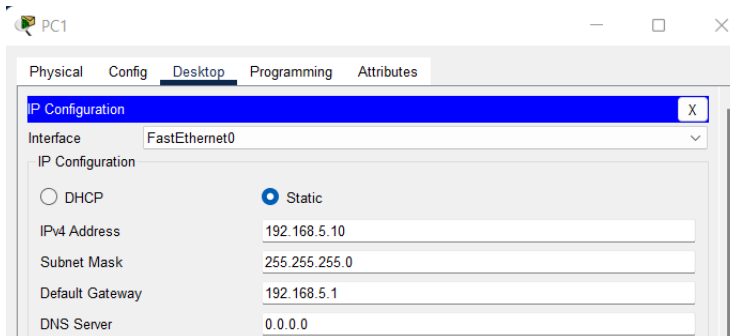 PC1
Physical Config Desktop Programming Attributes
IP Configuration X
Interface FastEthernet0
IP Configuration
DHCP Static
IPv4 Address 192.168.5.10
Subnet Mask 255.255.255.0
Default Gateway 192.168.5.1
DNS Server 0.0.0.0